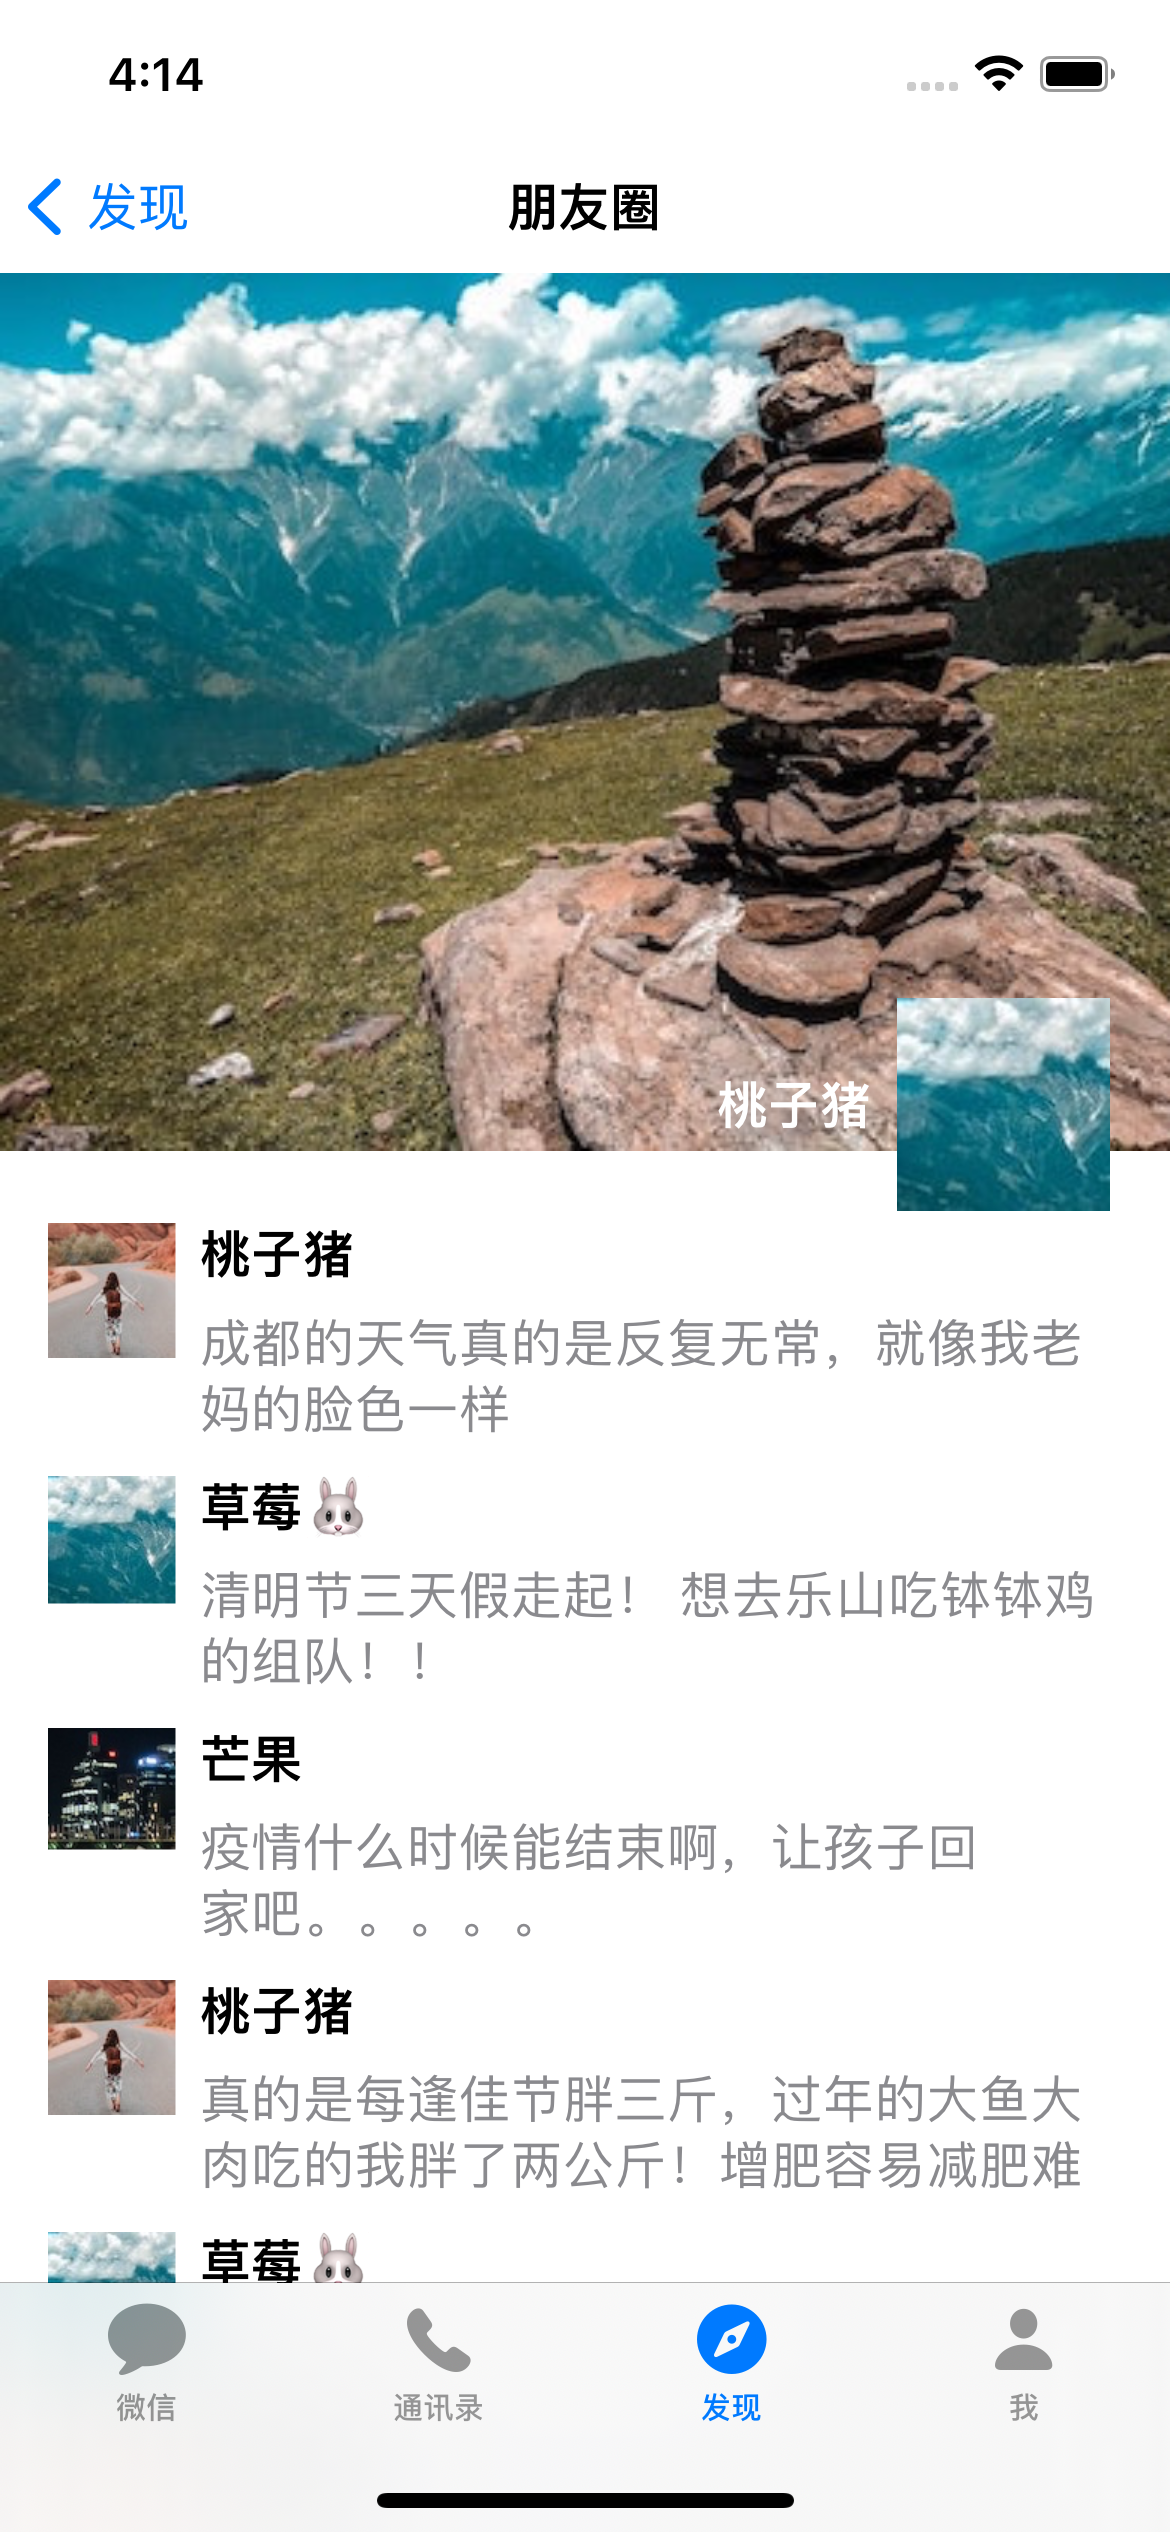 4:14
发现
朋友圈
桃子猪
桃子猪
成都的天气真的是反复无常，就像我老
妈的脸色一样
草莓🐰
清明节三天假走起！ 想去乐山吃钵钵鸡
的组队！！
芒果
疫情什么时候能结束啊，让孩子回
家吧。。。。。
桃子猪
真的是每逢佳节胖三斤，过年的大鱼大
肉吃的我胖了两公斤！增肥容易减肥难
草莓🐰
微信
通讯录
发现
我